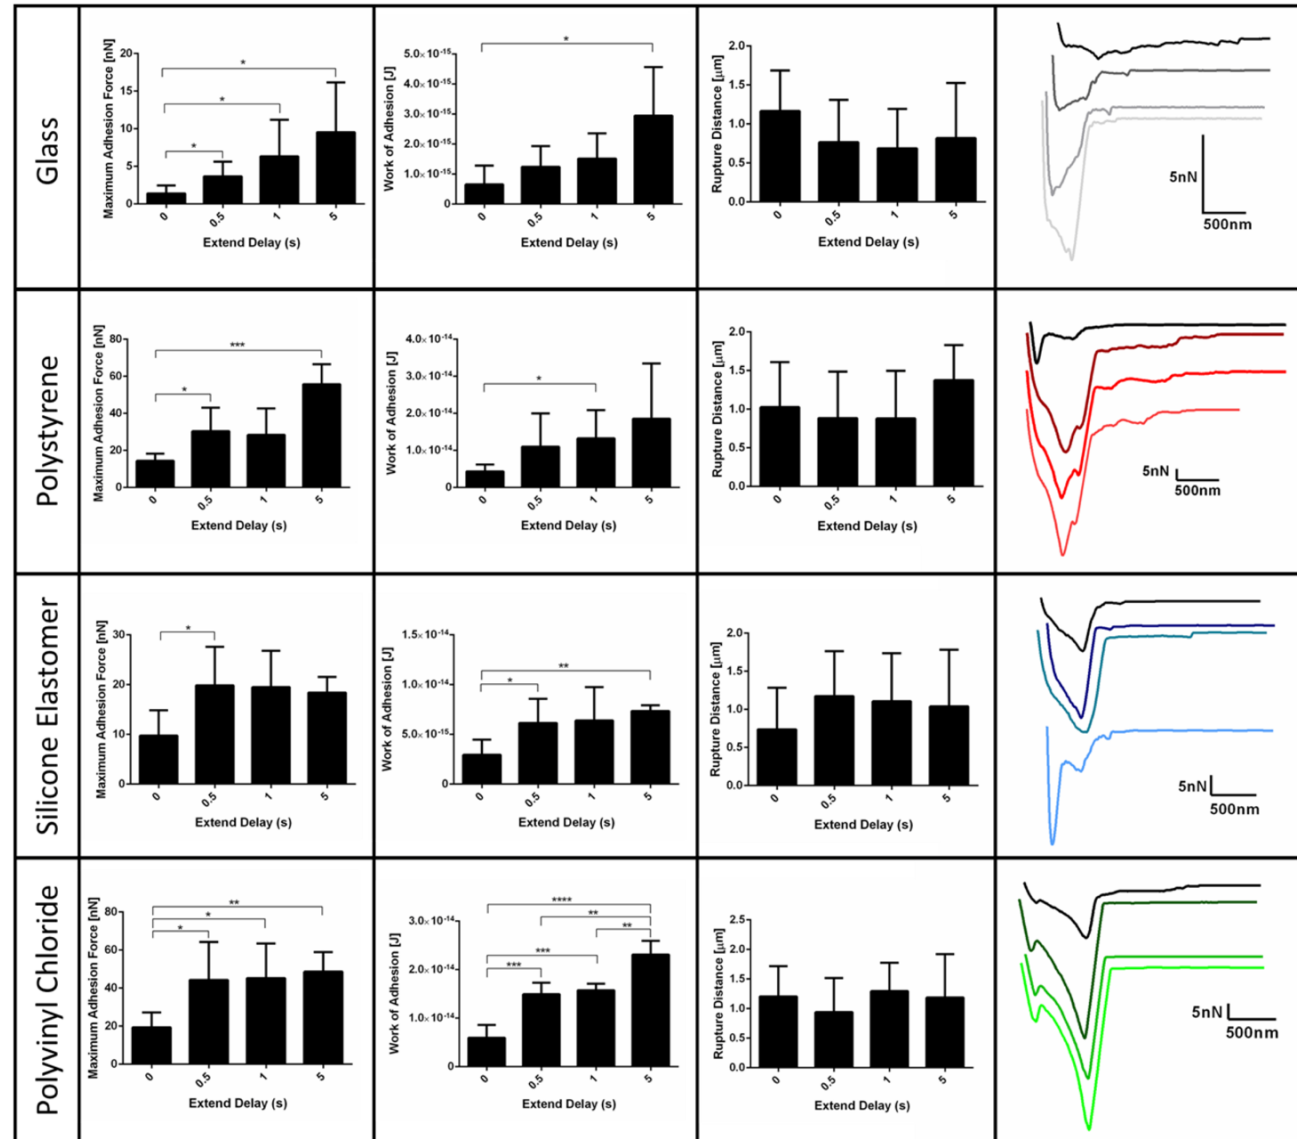 Glass
Maximum Adhesion Force [nN]
20
15
10
5
0
*
*
*
0 0.5 1 5
Extend Delay (s)
Work of Adhesion [J]
5.0×10-15
4.0×10-15
3.0×10-15
2.0×10-15
1.0×10-15
0
*
0 0.5 1 5
Extend Delay (s)
Rupture Distance [µm]
2.0
1.5
1.0
0.5
0.0
0 0.5 1 5
Extend Delay (s)
5nN
500nm
Polystyrene
Maximum Adhesion Force [nN]
80
60
40
20
0
***
*
0 0.5 1 5
Extend Delay (s)
Work of Adhesion [J]
4.0×10-14
3.0×10-14
2.0×10-14
1.0×10-14
0
*
0 0.5 1 5
Extend Delay (s)
Rupture Distance [µm]
2.0
1.5
1.0
0.5
0.0
0 0.5 1 5
Extend Delay (s)
5nN
500nm
Silicone Elastomer
Maximum Adhesion Force [nN]
30
20
10
0
*
0 0.5 1 5
Extend Delay (s)
Work of Adhesion [J]
1.5×10-14
1.0×10-14
5.0×10-15
0
**
*
0 0.5 1 5
Extend Delay (s)
Rupture Distance [µm]
2.0
1.5
1.0
0.5
0.0
0 0.5 1 5
Extend Delay (s)
5nN
500nm
Polyvinyl Chloride
Maximum Adhesion Force [nN]
80
60
40
20
0
**
*
*
0 0.5 1 5
Extend Delay (s)
Work of Adhesion [J]
3.0×10-14
2.0×10-14
1.0×10-14
0
****
**
**
***
***
0 0.5 1 5
Extend Delay (s)
Rupture Distance [µm]
2.5
2.0
1.5
1.0
0.5
0.0
0 0.5 1 5
Extend Delay (s)
5nN
500nm